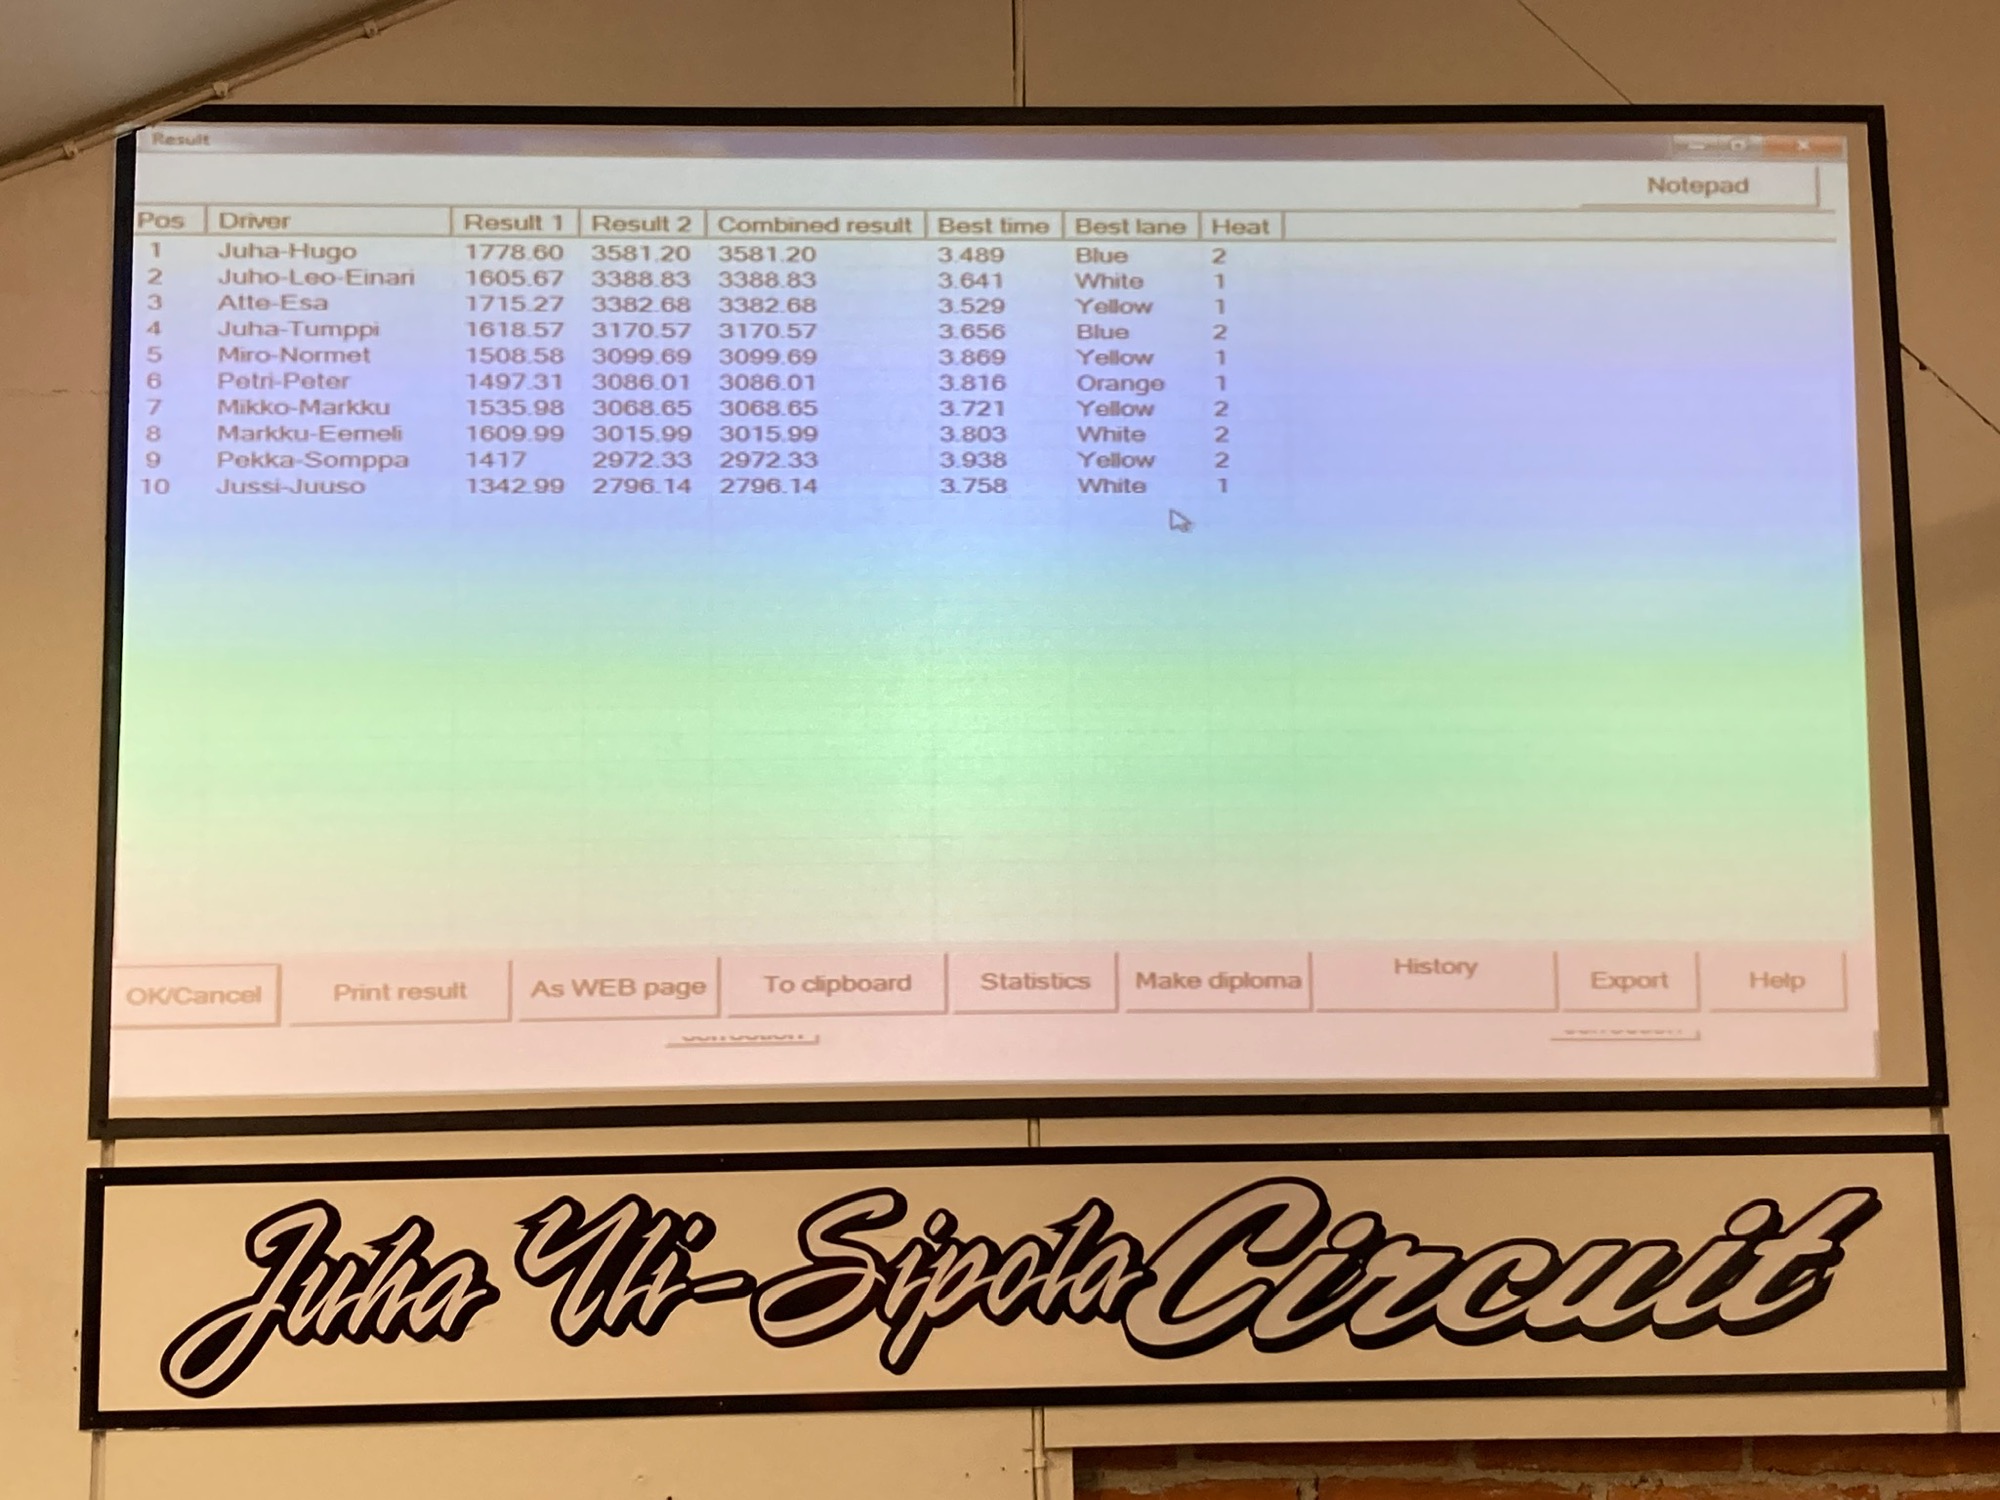 Result
Notepad
Pos Driver Result 1 Result 2 Combined result Best time Best lane Heat
1 Juha-Hugo 1778.60 3581.20 3581.20 3.489 Blue 2
2 Juho-Leo-Einari 1605.67 3388.83 3388.83 3.641 White 1
3 Atte-Esa 1715.27 3382.68 3382.68 3.529 Yellow 1
4 Juha-Tumppi 1618.57 3170.57 3170.57 3.656 Blue 2
5 Miro-Normet 1508.58 3099.69 3099.69 3.869 Yellow 1
6 Petri-Peter 1497.31 3086.01 3086.01 3.816 Orange 1
7 Mikko-Markku 1535.98 3068.65 3068.65 3.721 Yellow 2
8 Markku-Eemeli 1609.99 3015.99 3015.99 3.803 White 2
9 Pekka-Somppa 1417 2972.33 2972.33 3.938 Yellow 2
10 Jussi-Juuso 1342.99 2796.14 2796.14 3.758 White 1
OK/Cancel Print result As WEB page To clipboard Statistics Make diploma History Export Help
Juha Yli-Sipola Circuit